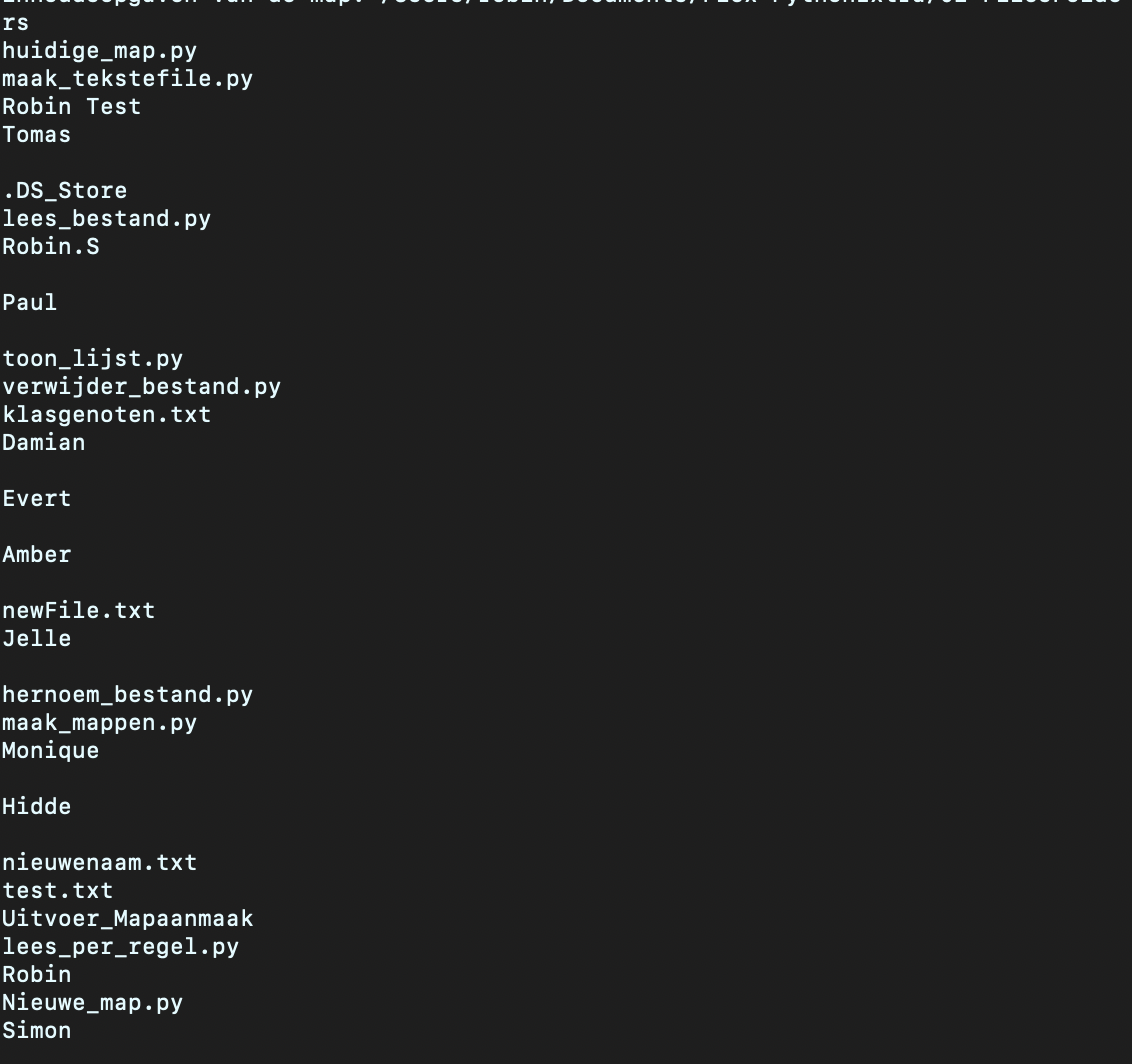 rs
huidige_map.py
maak_tekstefile.py
Robin Test
Tomas
.DS_Store
lees_bestand.py
Robin.S
Paul
toon_lijst.py
verwijder_bestand.py
klasgenoten.txt
Damian
Evert
Amber
newFile.txt
Jelle
hernoem_bestand.py
maak_mappen.py
Monique
Hidde
nieuwenaam.txt
test.txt
Uitvoer_Mapaanmaak
lees_per_regel.py
Robin
Nieuwe_map.py
Simon